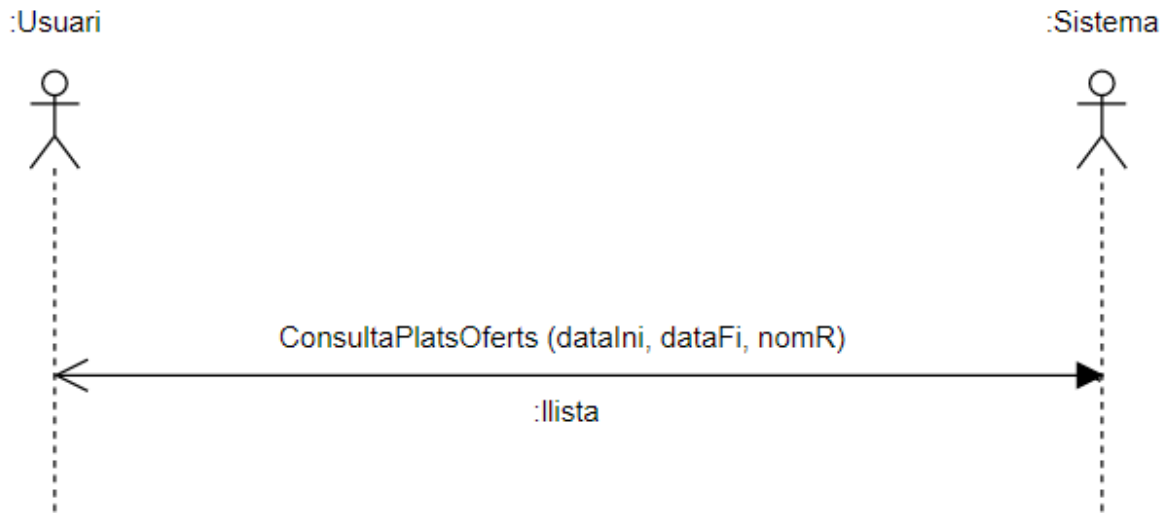 :Usuari
:Sistema
ConsultaPlatsOferts (dataIni, dataFi, nomR)
:llista